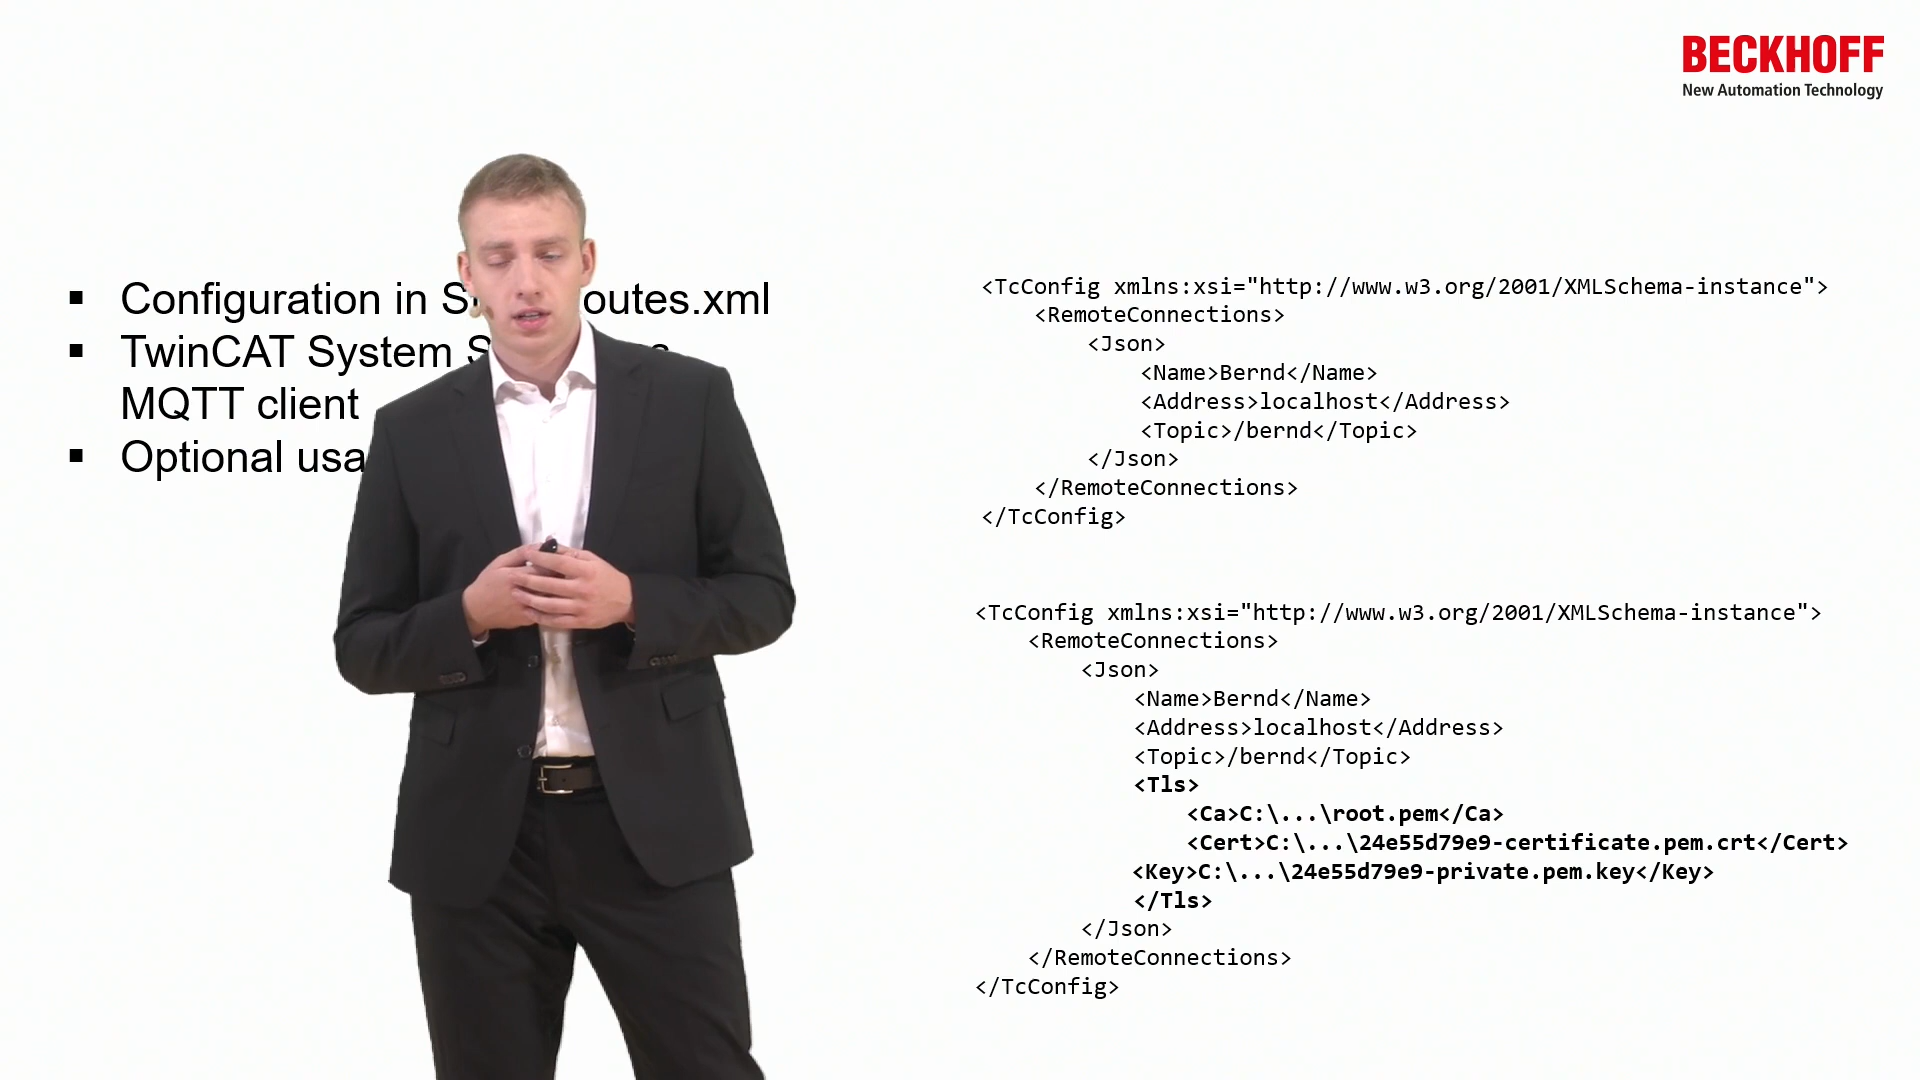 BECKHOFF
New Automation Technology
Configuration in
TwinCAT System
MQTT client
Optional
<TcConfig xmlns:xsi="http://www.w3.org/2001/XMLSchema-instance">
<RemoteConnections>
<Json>
<Name>Bernd</Name>
<Address>localhost</Address>
<Topic>/bernd</Topic>
</Json>
</RemoteConnections>
</TcConfig>
<TcConfig xmlns:xsi="http://www.w3.org/2001/XMLSchema-instance">
<RemoteConnections>
<Json>
<Name>Bernd</Name>
<Address>localhost</Address>
<Topic>/bernd</Topic>
<Tls>
<Ca>C:\...\root.pem</Ca>
<Cert>C:\...\24e55d79e9-certificate.pem.crt</Cert>
<Key>C:\...\24e55d79e9-private.pem.key</Key>
</Tls>
</Json>
</RemoteConnections>
</TcConfig>